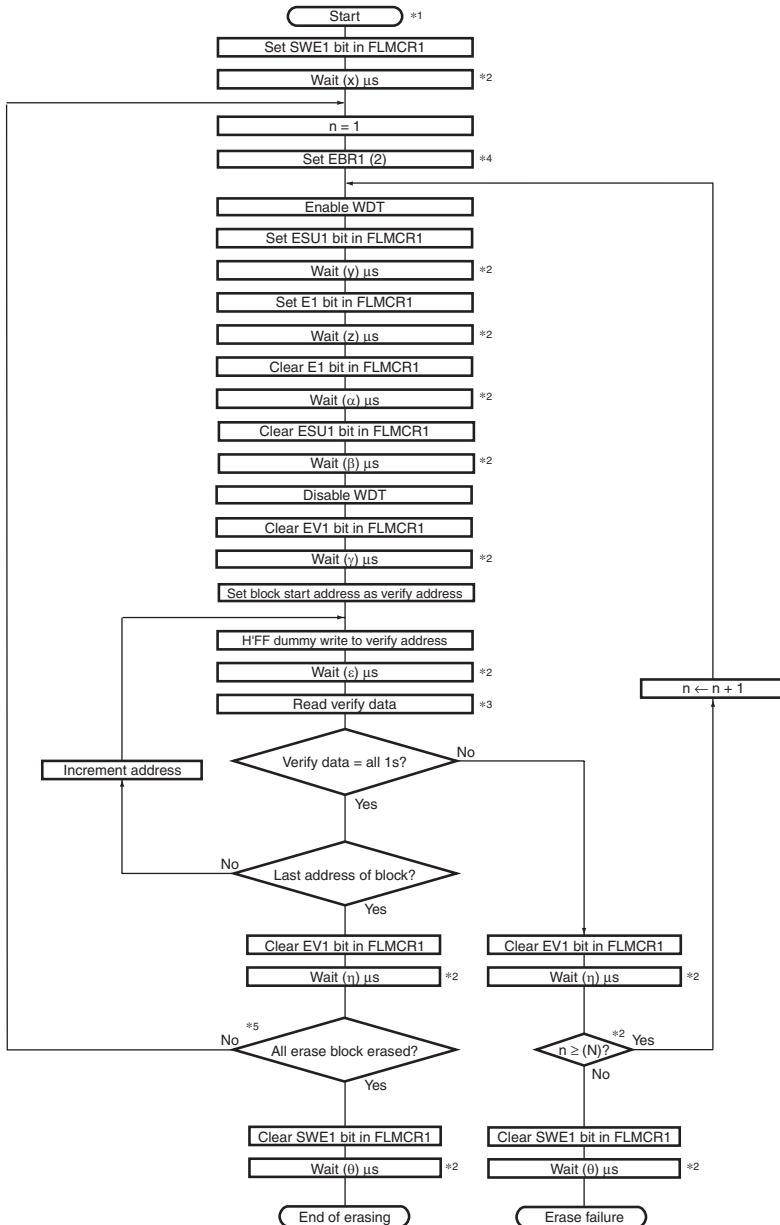 Start *1
Set SWE1 bit in FLMCR1
Wait (x) μs *2
n = 1
Set EBR1 (2) *4
Enable WDT
Set ESU1 bit in FLMCR1
Wait (y) μs *2
Set E1 bit in FLMCR1
Wait (z) μs *2
Clear E1 bit in FLMCR1
Wait (α) μs *2
Clear ESU1 bit in FLMCR1
Wait (β) μs *2
Disable WDT
Clear EV1 bit in FLMCR1
Wait (γ) μs *2
Set block start address as verify address
H'FF dummy write to verify address
Wait (ε) μs *2
Read verify data *3
n ← n + 1
Verify data = all 1s?
No
Yes
Increment address
Last address of block?
No
Yes
Clear EV1 bit in FLMCR1
Wait (η) μs *2
Clear EV1 bit in FLMCR1
Wait (η) μs *2
All erase block erased?
No *5
Yes
n ≥ (N)? *2
Yes
No
Clear SWE1 bit in FLMCR1
Wait (θ) μs *2
End of erasing
Clear SWE1 bit in FLMCR1
Wait (θ) μs *2
Erase failure